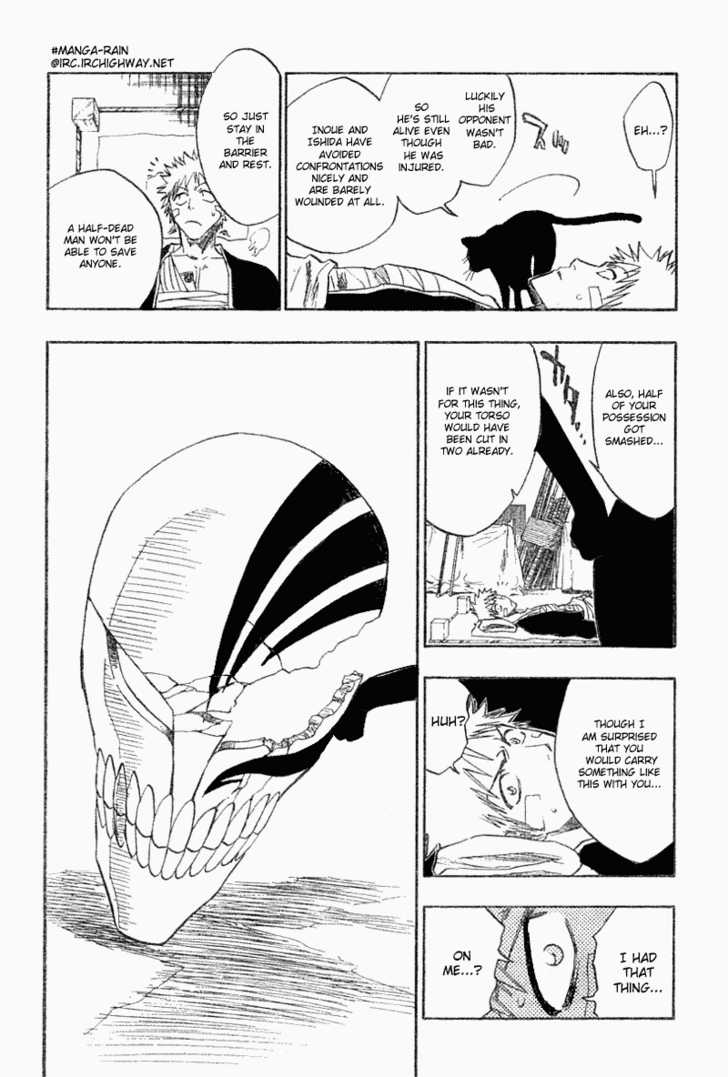 #MANGA-RAIN
@IRC.IRCHIGHWAY.NET
EH...?
LUCKILY
HIS
OPPONENT
WASN'T
BAD.
SO
HE'S STILL
ALIVE EVEN
THOUGH
HE WAS
INJURED.
INOUE AND
ISHIDA HAVE
AVOIDED
CONFRONTATIONS
NICELY AND
ARE BARELY
WOUNDED AT ALL.
SO JUST
STAY IN
THE
BARRIER
AND REST.
A HALF-DEAD
MAN WON'T BE
ABLE TO SAVE
ANYONE.
ALSO, HALF
OF YOUR
POSSESSION
GOT
SMASHED...
IF IT WASN'T
FOR THIS THING,
YOUR TORSO
WOULD HAVE
BEEN CUT IN
TWO ALREADY.
THOUGH I
AM SURPRISED
THAT YOU
WOULD CARRY
SOMETHING LIKE
THIS WITH YOU...
HUH?
I HAD
THAT
THING...
ON
ME...?